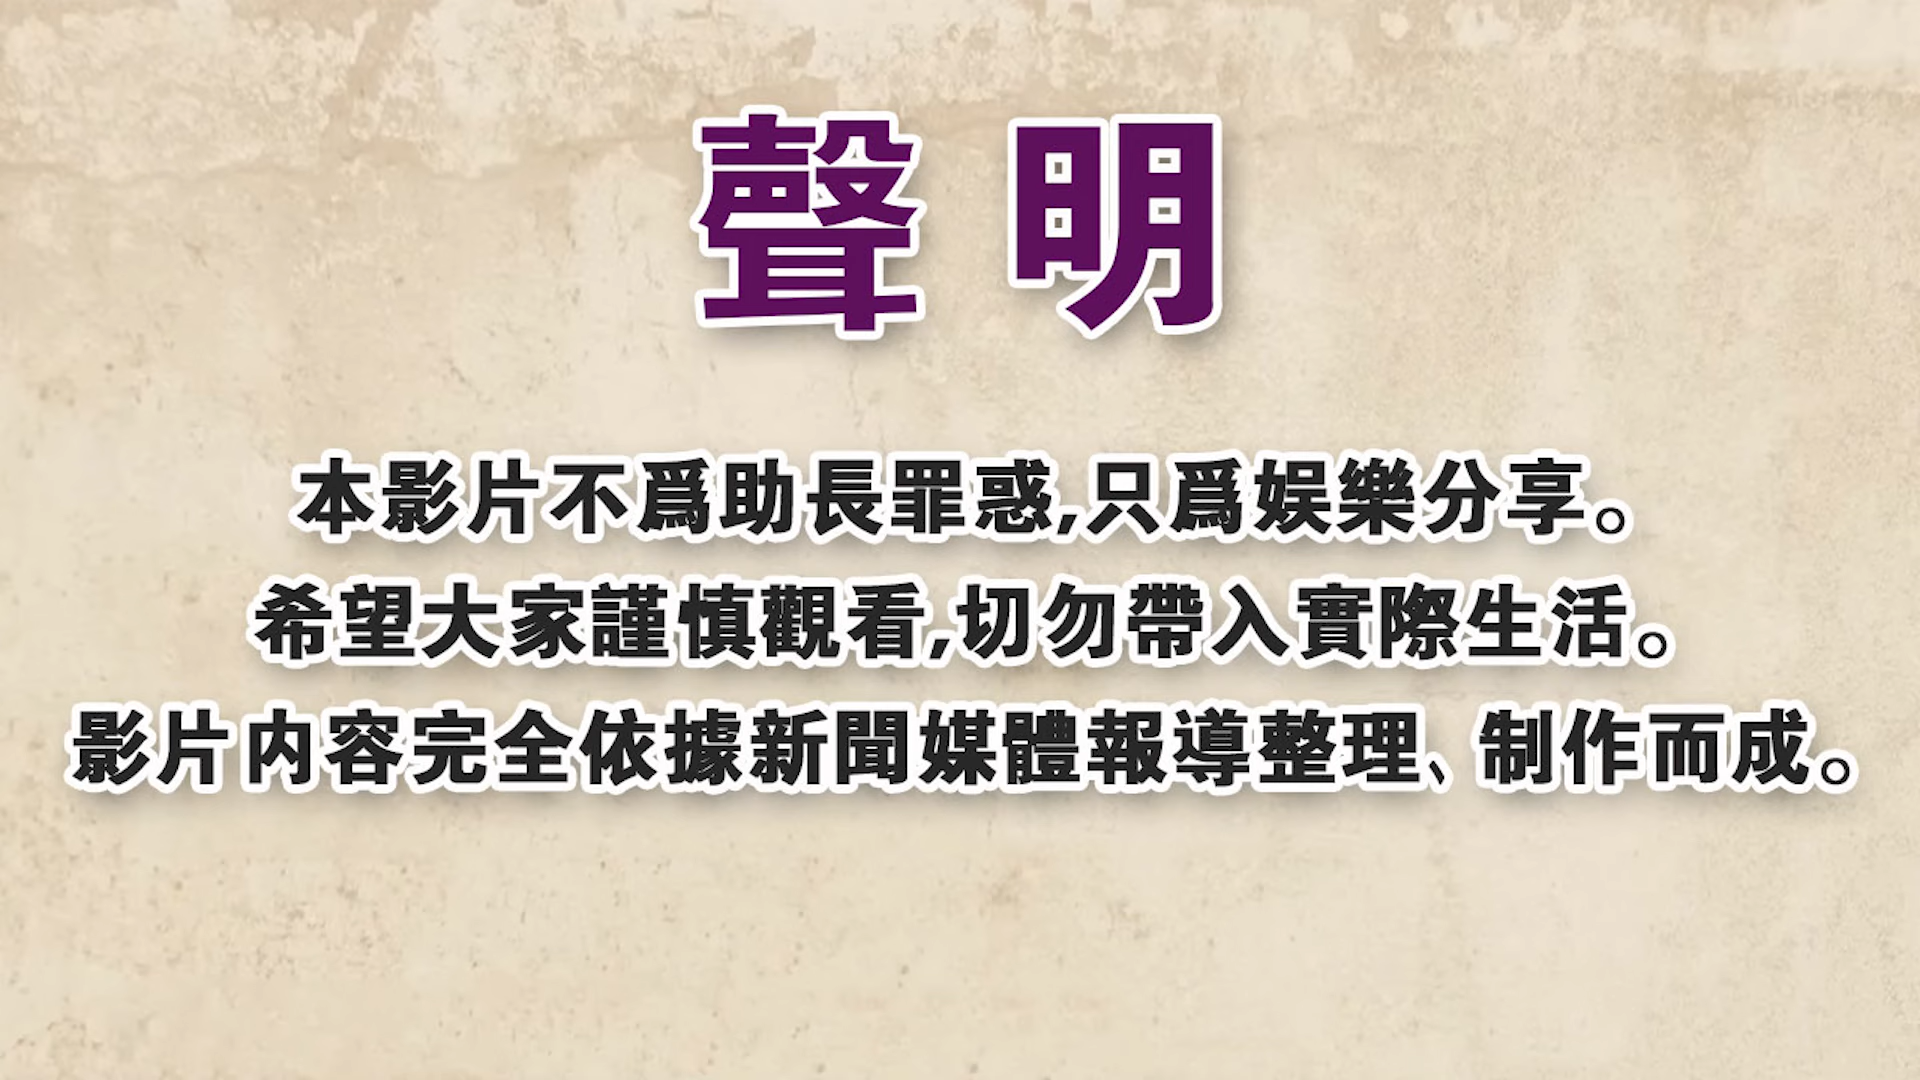 聲明
本影片不爲助長罪惑,只爲娱樂分享。
希望大家謹慎觀看,切勿帶入實際生活。
影片内容完全依據新聞媒體報導整理、制作而成。